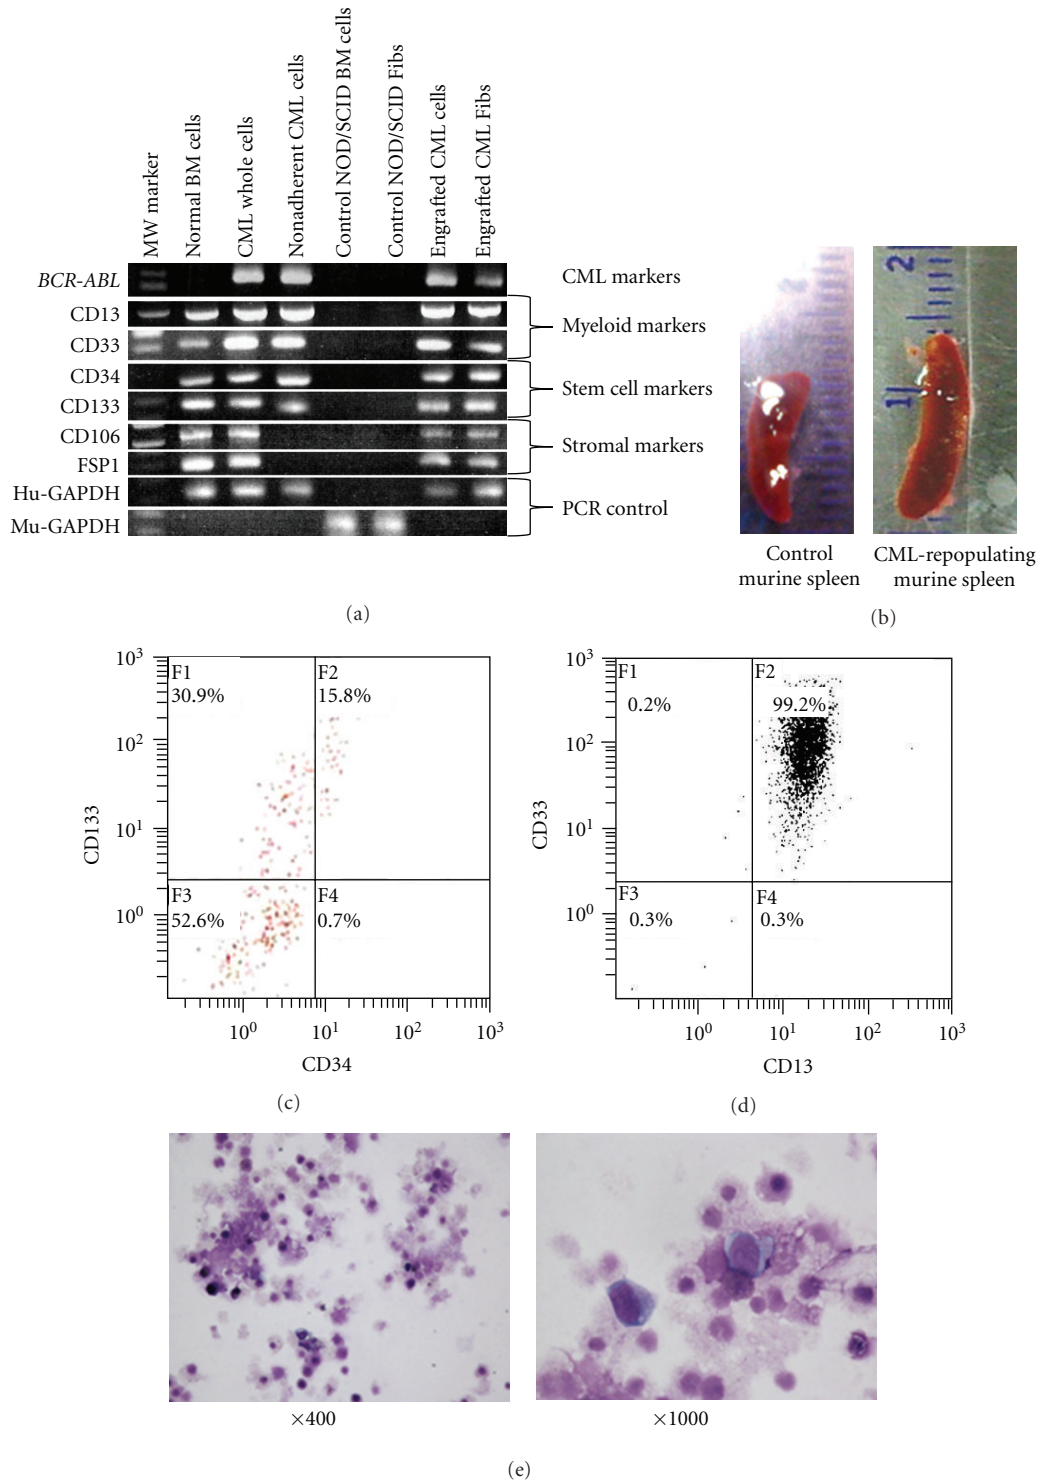 MW marker
Normal BM cells
CML whole cells
Nonadherent CML cells
Control NOD/SCID BM cells
Control NOD/SCID Fibs
Engrafted CML cells
Engrafted CML Fibs
BCR-ABL
CD13
CD33
CD34
CD133
CD106
FSP1
Hu-GAPDH
Mu-GAPDH
CML markers
Myeloid markers
Stem cell markers
Stromal markers
PCR control
(a)
2
1
Control
murine spleen
CML-repopulating
murine spleen
(b)
CD133
10³
10²
10¹
10⁰
F1
30.9%
F2
15.8%
F3
52.6%
F4
0.7%
10⁰ 10¹ 10² 10³
CD34
(c)
CD33
10³
10²
10¹
10⁰
F1
0.2%
F2
99.2%
F3
0.3%
F4
0.3%
10⁰ 10¹ 10² 10³
CD13
(d)
×400
×1000
(e)